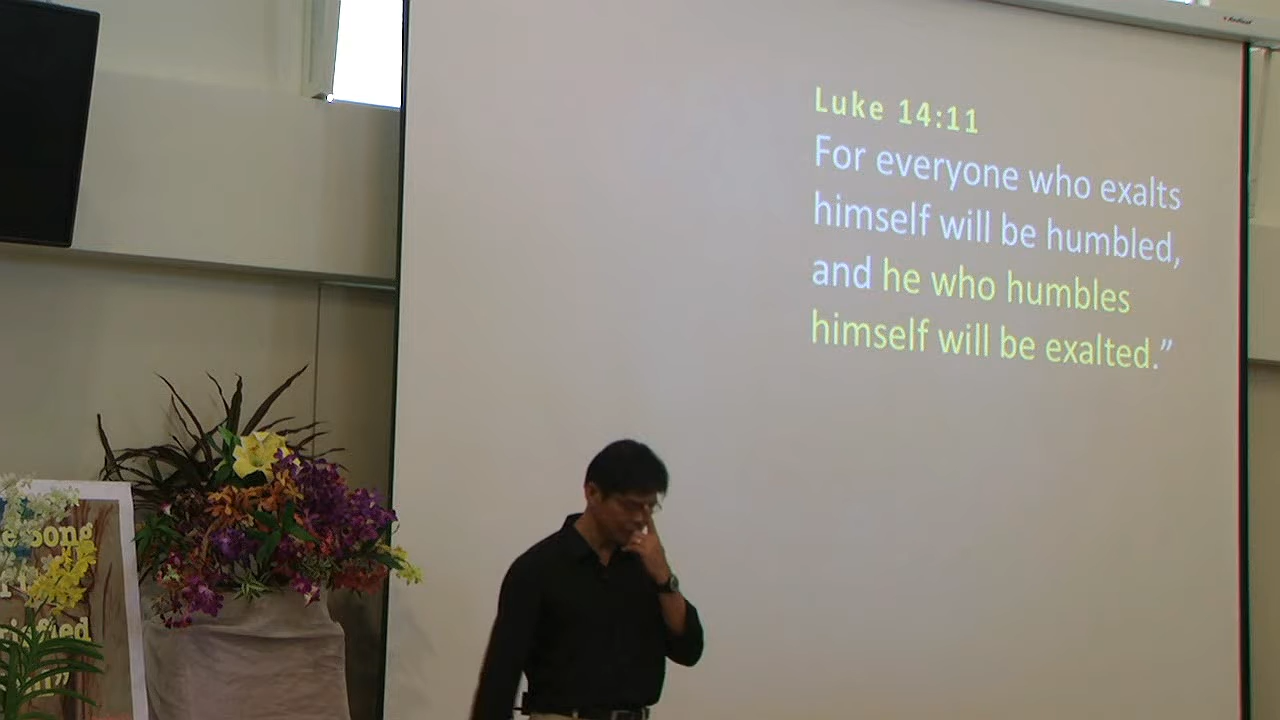 Luke 14:11
For everyone who exalts
himself will be humbled,
and he who humbles
himself will be exalted.”